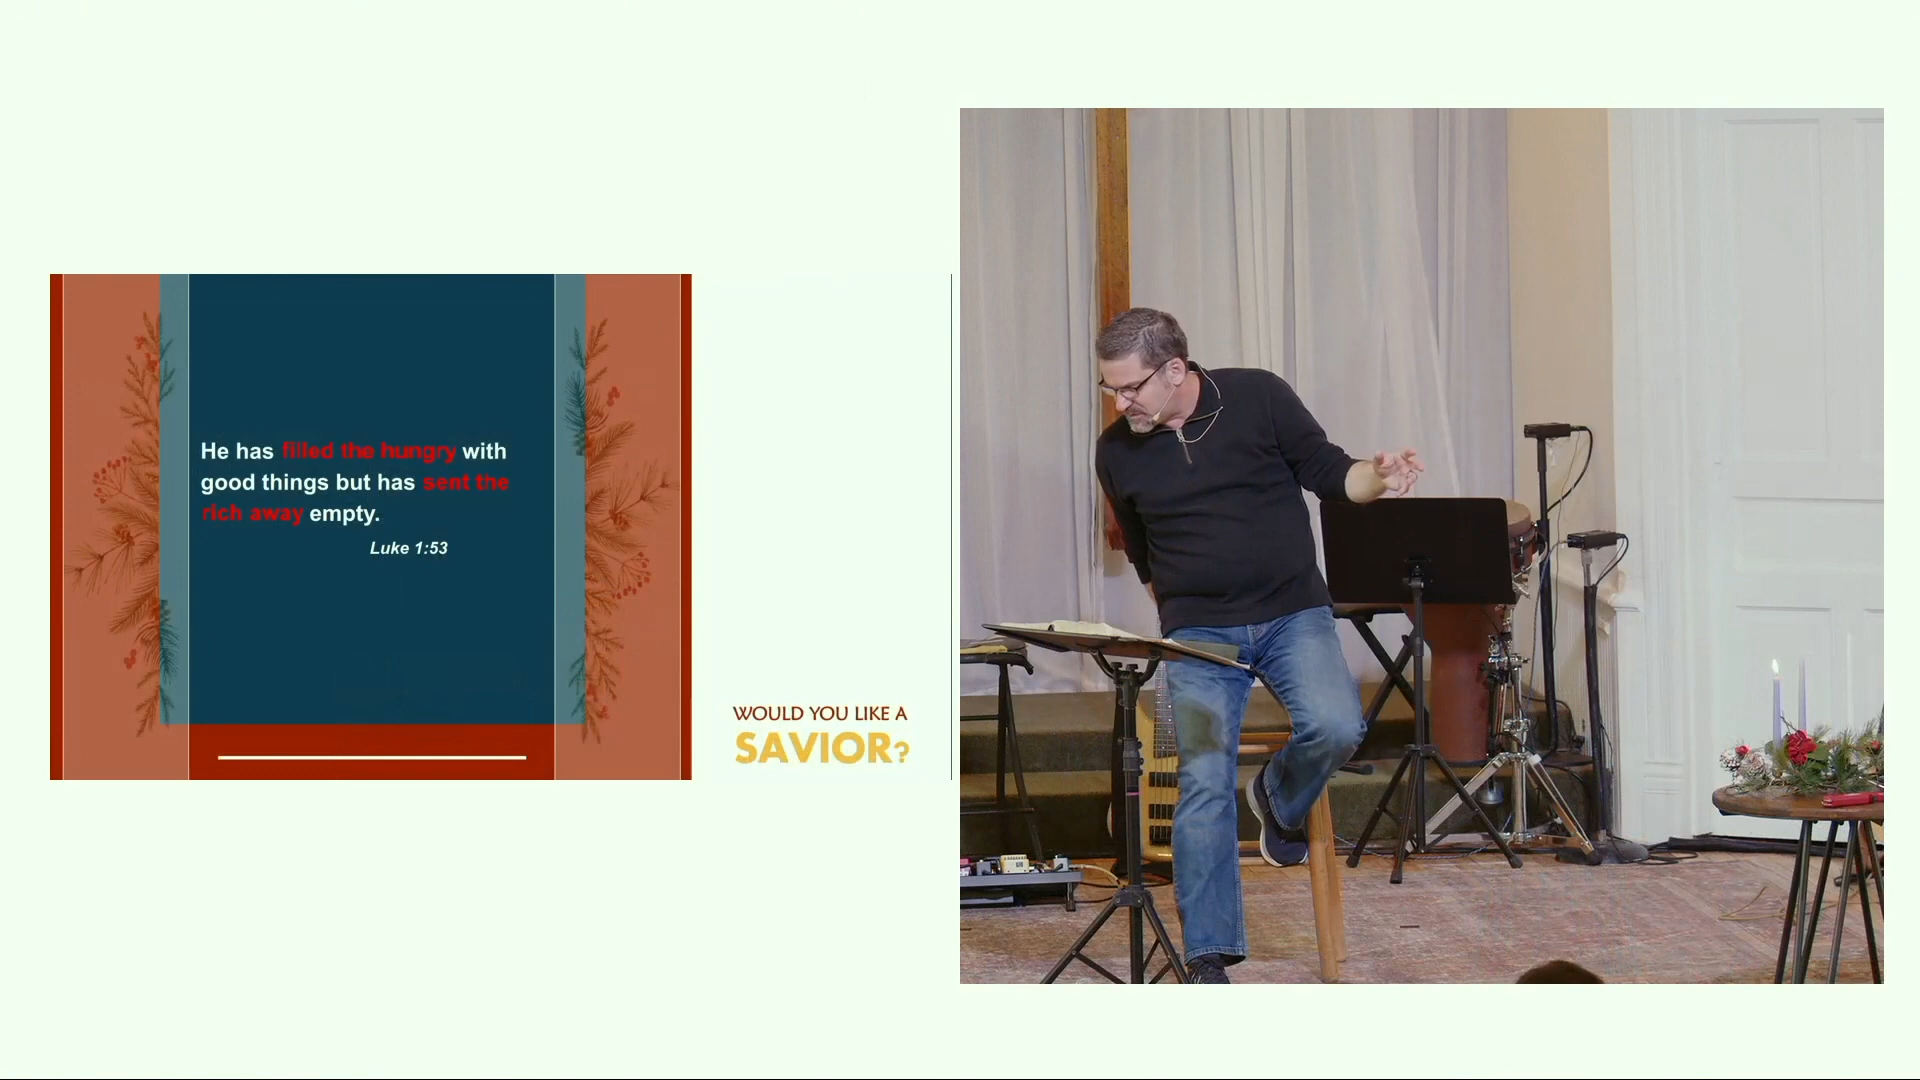 He has filled the hungry with
good things but has sent the
rich away empty.
Luke 1:53
WOULD YOU LIKE A
SAVIOR?